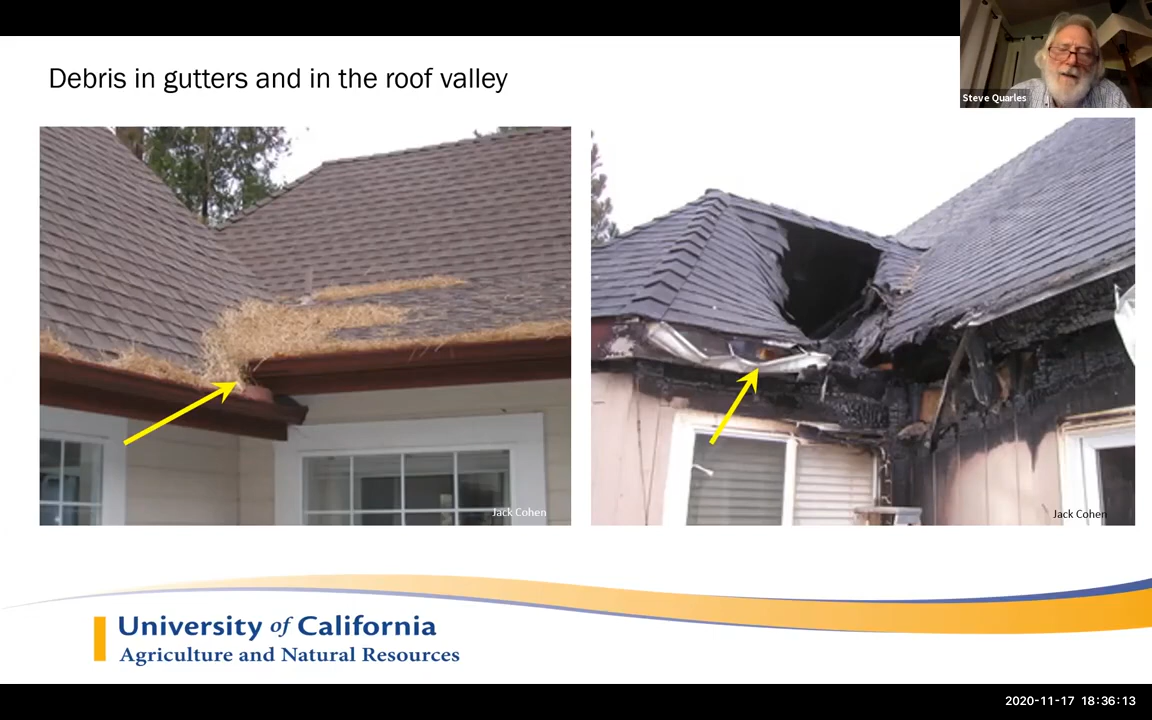 Debris in gutters and in the roof valley
Steve Quarles
Jack Cohen
Jack Cohen
University of California
Agriculture and Natural Resources
2020-11-17 18:36:13